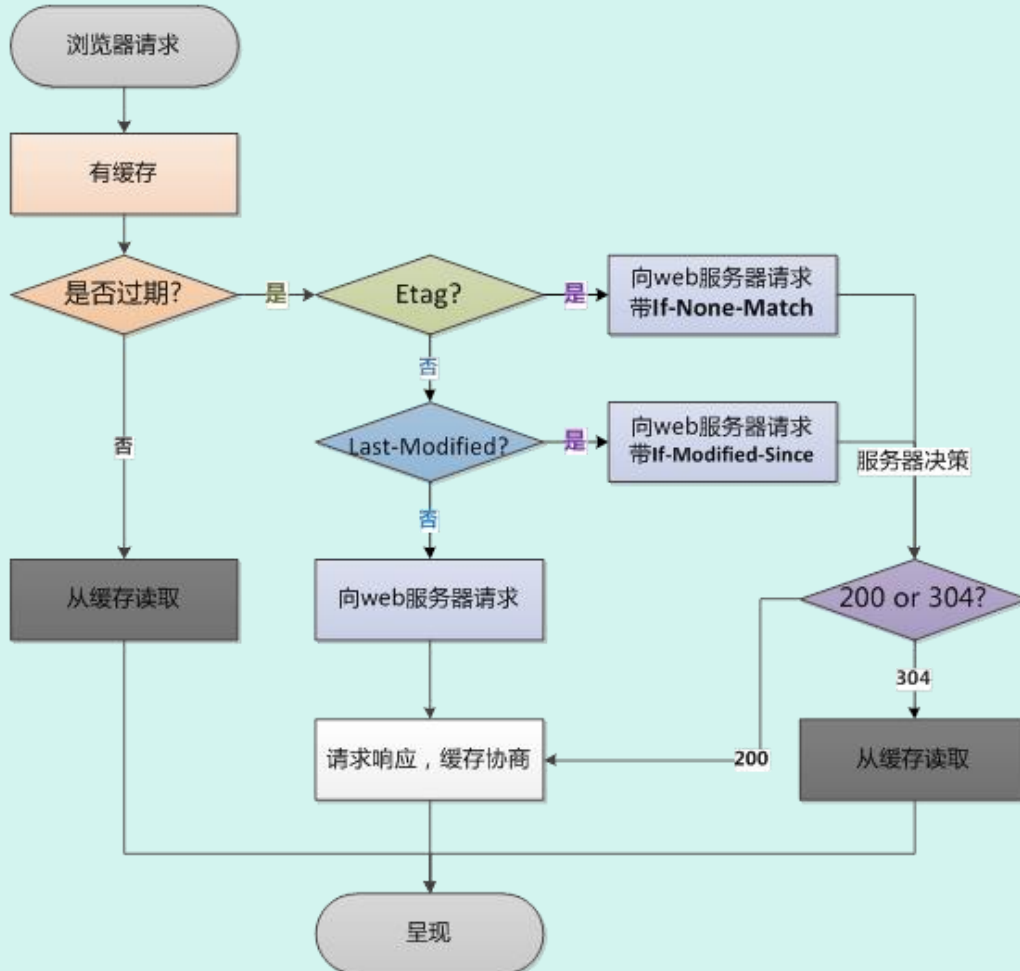 浏览器请求
有缓存
是否过期?
是
Etag?
是
向web服务器请求
带If-None-Match
否
否
Last-Modified?
是
向web服务器请求
带If-Modified-Since
服务器决策
否
从缓存读取
向web服务器请求
200 or 304?
304
请求响应，缓存协商
200
从缓存读取
呈现